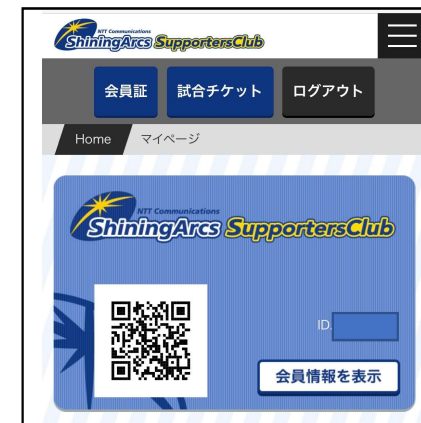 NTT Communications
ShiningArcs SupportersClub
会員証 試合チケット ログアウト
Home マイページ
NTT Communications
ShiningArcs SupportersClub
ID.
会員情報を表示